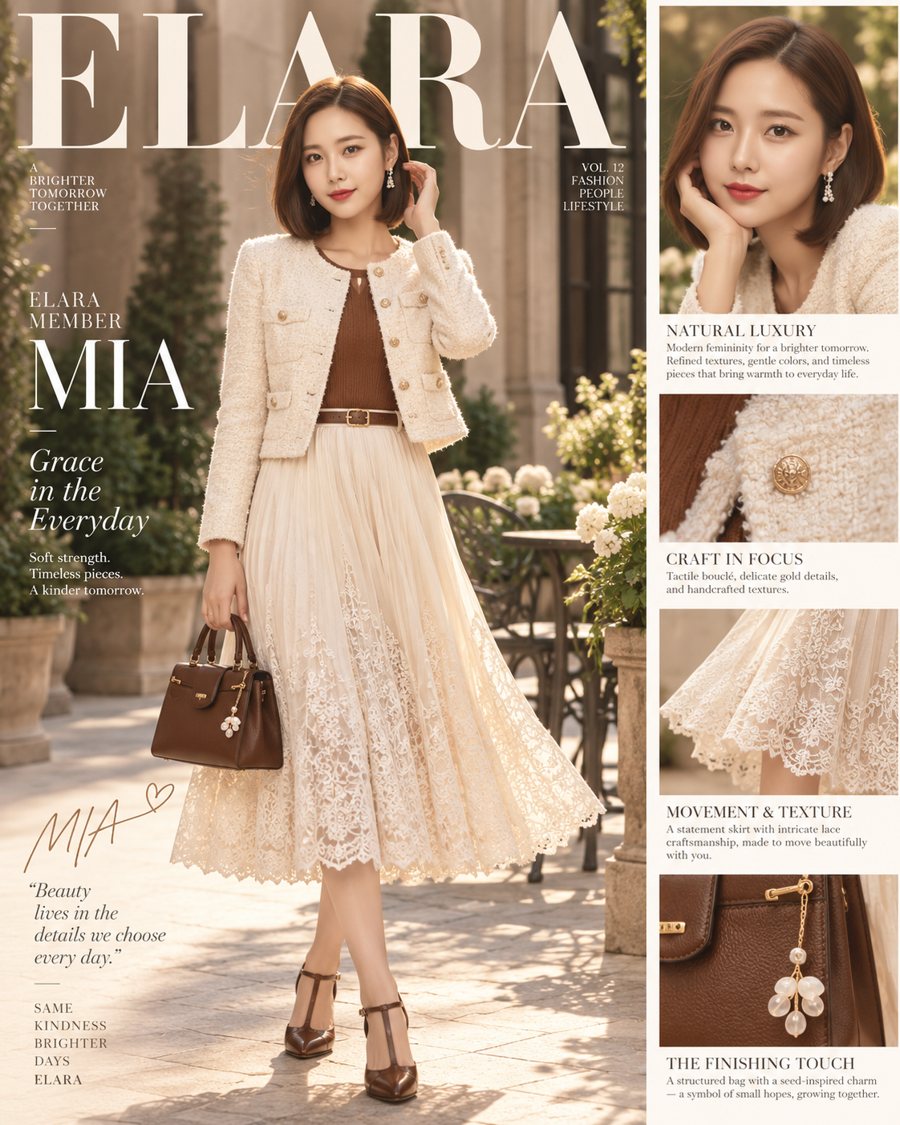 ELARA
A
BRIGHTER
TOMORROW
TOGETHER
VOL. 12
FASHION
PEOPLE
LIFESTYLE
ELARA
MEMBER
MIA
Grace
in the
Everyday
Soft strength.
Timeless pieces.
A kinder tomorrow.
MIA
“Beauty
lives in the
details we choose
every day.”
SAME
KINDNESS
BRIGHTER
DAYS
ELARA
NATURAL LUXURY
Modern femininity for a brighter tomorrow.
Refined textures, gentle colors, and timeless
pieces that bring warmth to everyday life.
CRAFT IN FOCUS
Tactile bouclé, delicate gold details,
and handcrafted textures.
MOVEMENT & TEXTURE
A statement skirt with intricate lace
craftsmanship, made to move beautifully
with you.
THE FINISHING TOUCH
A structured bag with a seed-inspired charm
— a symbol of small hopes, growing together.